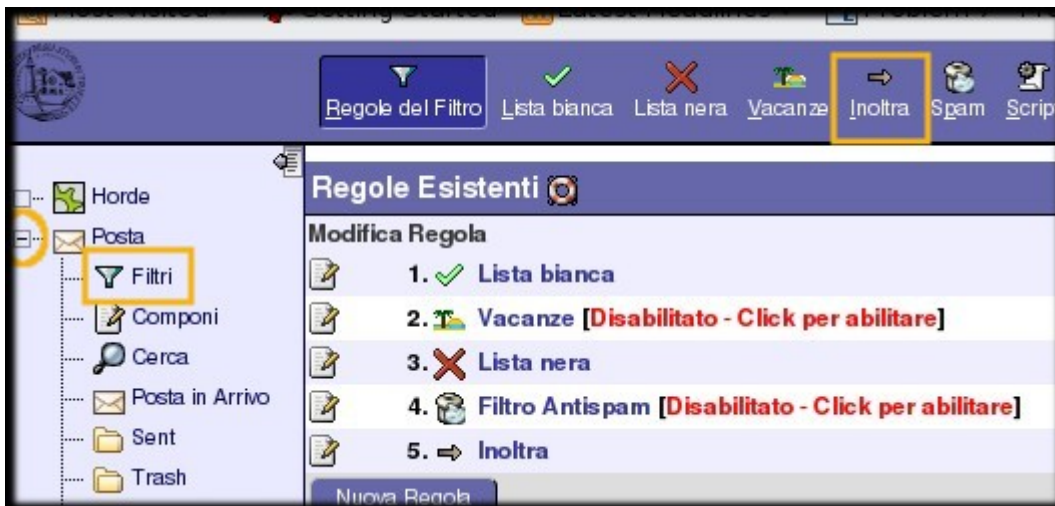 Regole del Filtro Lista bianca Lista nera Vacanze Inoltra Spam Scrip
Horde
Posta
Filtri
Componi
Cerca
Posta in Arrivo
Sent
Trash
Regole Esistenti
Modifica Regola
1. Lista bianca
2. Vacanze [Disabilitato - Click per abilitare]
3. Lista nera
4. Filtro Antispam [Disabilitato - Click per abilitare]
5. Inoltra
Nuova Regola